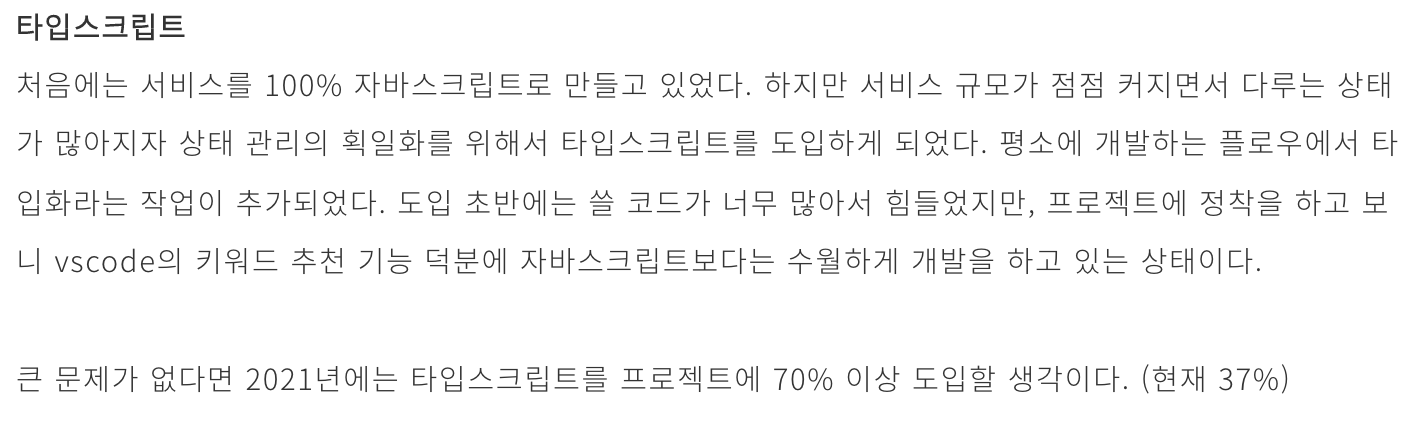 타입스크립트
처음에는 서비스를 100% 자바스크립트로 만들고 있었다. 하지만 서비스 규모가 점점 커지면서 다루는 상태
가 많아지자 상태 관리의 획일화를 위해서 타입스크립트를 도입하게 되었다. 평소에 개발하는 플로우에서 타
입화라는 작업이 추가되었다. 도입 초반에는 쓸 코드가 너무 많아서 힘들었지만, 프로젝트에 정착을 하고 보
니 vscode의 키워드 추천 기능 덕분에 자바스크립트보다는 수월하게 개발을 하고 있는 상태이다.
큰 문제가 없다면 2021년에는 타입스크립트를 프로젝트에 70% 이상 도입할 생각이다. (현재 37%)